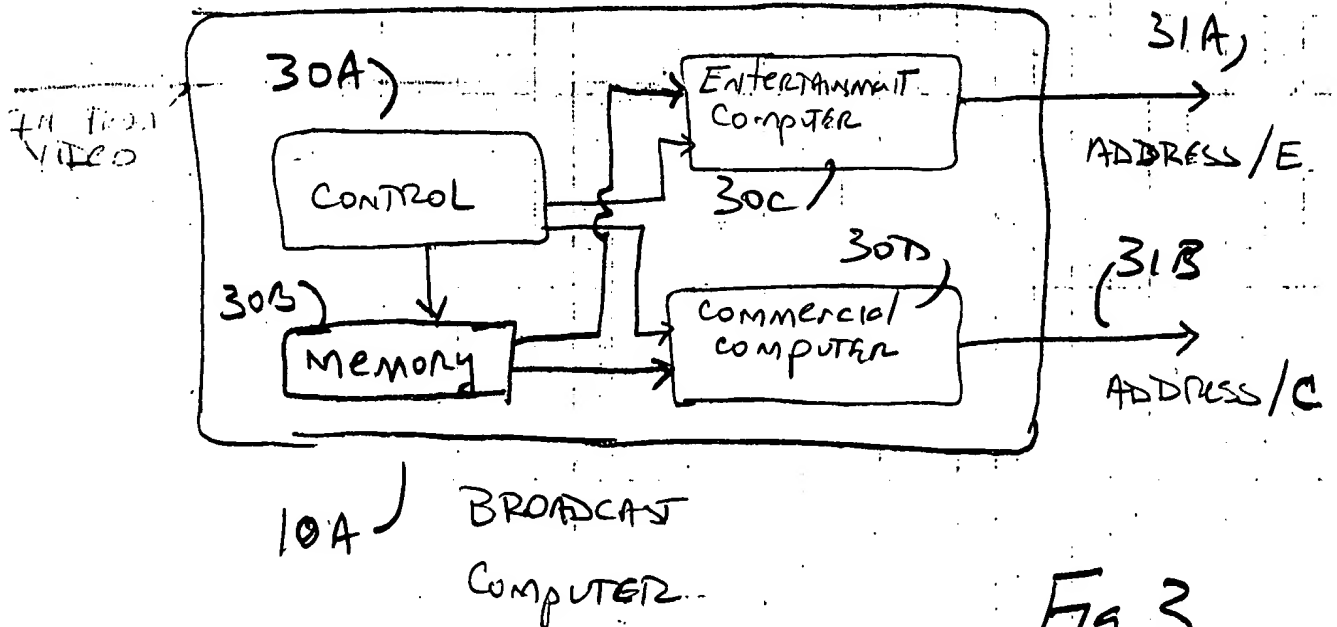 31A
30A
ENTERTAINMENT
COMPUTER
VIDEO
ADDRESS/E
CONTROL
30C
30D
31B
30B
COMMERCIAL
COMPUTER
MEMORY
ADDRESS/C
10A
BROADCAST
COMPUTER
Fig 3